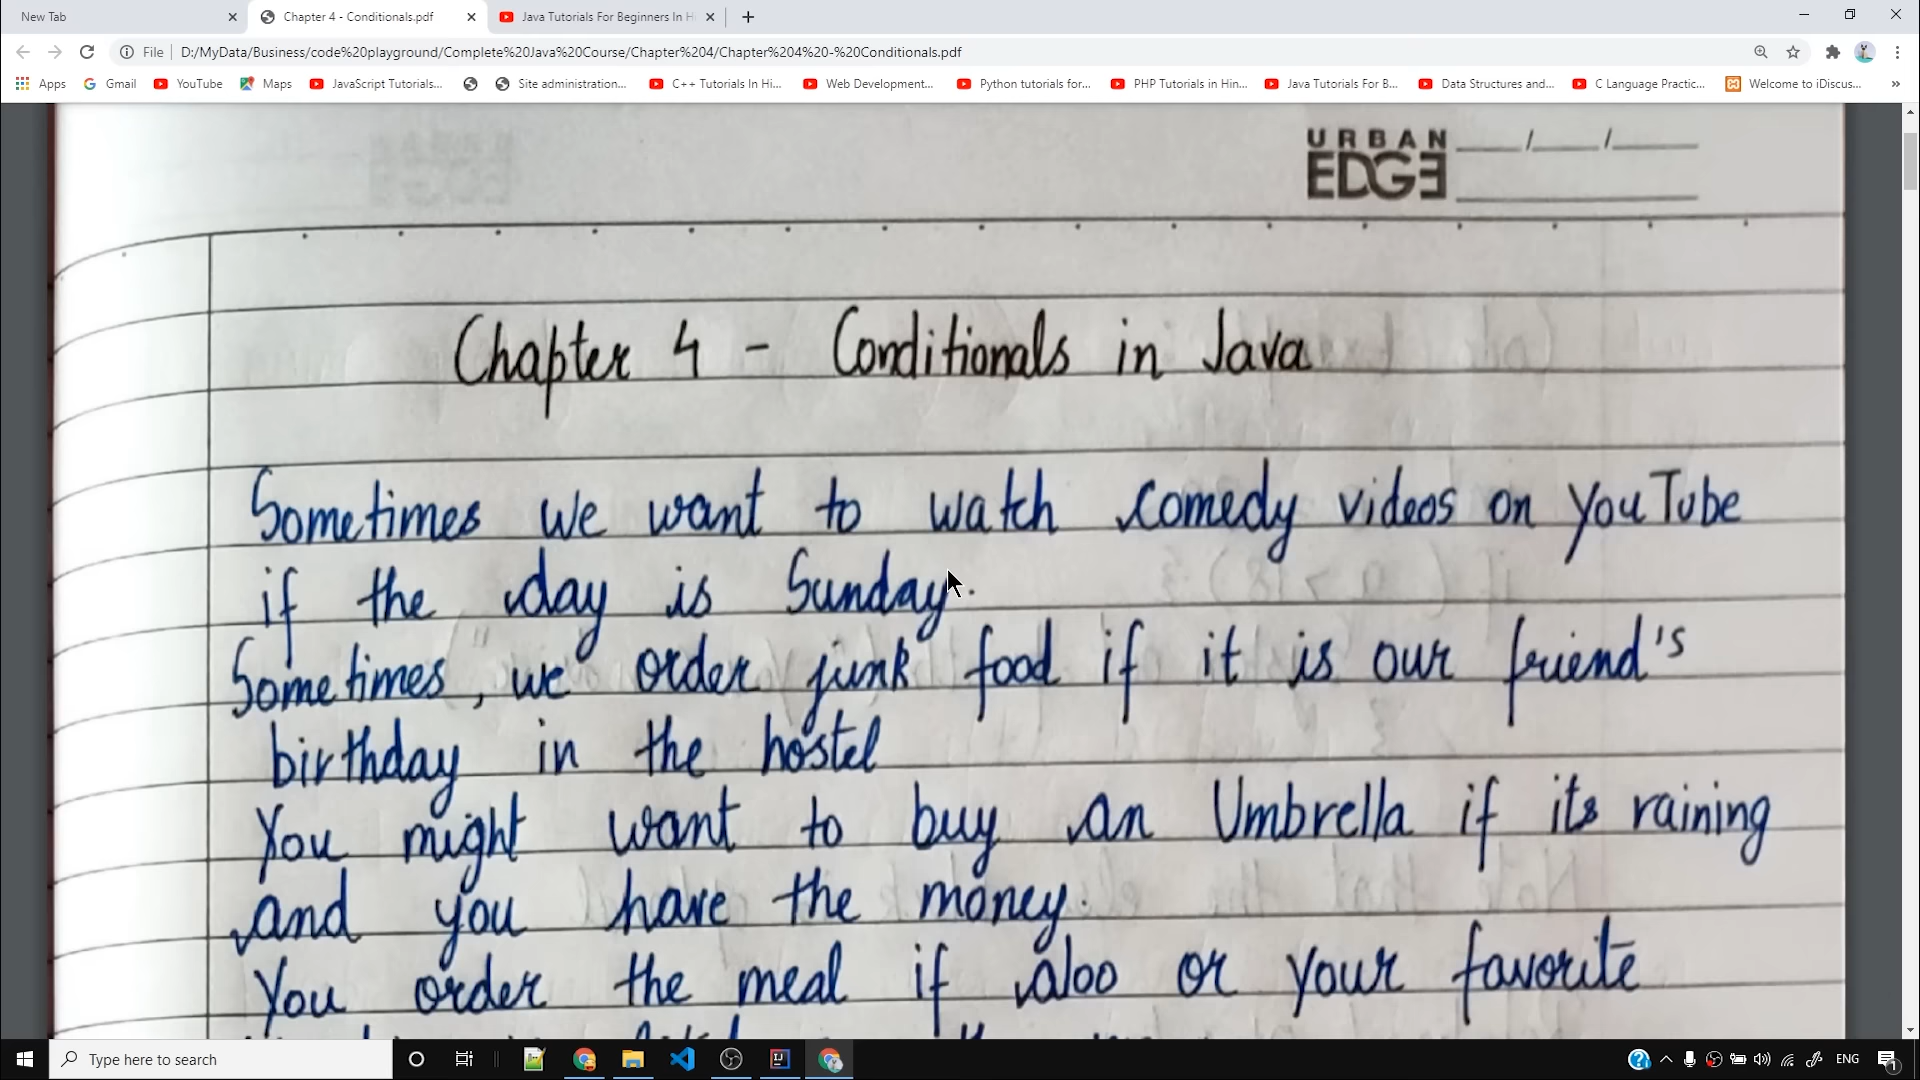 New Tab
Chapter 4 - Conditionals.pdf
Java Tutorials For Beginners In H
File | D:/MyData/Business/code%20playground/Complete%20Java%20Course/Chapter%204/Chapter%204%20-%20Conditionals.pdf
Apps Gmail YouTube Maps JavaScript Tutorials... Site administration... C++ Tutorials In Hi... Web Development... Python tutorials for... PHP Tutorials in Hin... Java Tutorials For B... Data Structures and... C Language Practic... Welcome to iDiscus... »
URBAN
EDGE
Chapter 4 - Conditionals in Java
Sometimes we want to watch comedy videos on YouTube
if the day is Sunday.
Sometimes, we order junk food if it is our friend's
birthday in the hostel
You might want to buy an Umbrella if its raining
and you have the money.
You order the meal if daloo or your favorite
Type here to search
ENG
1